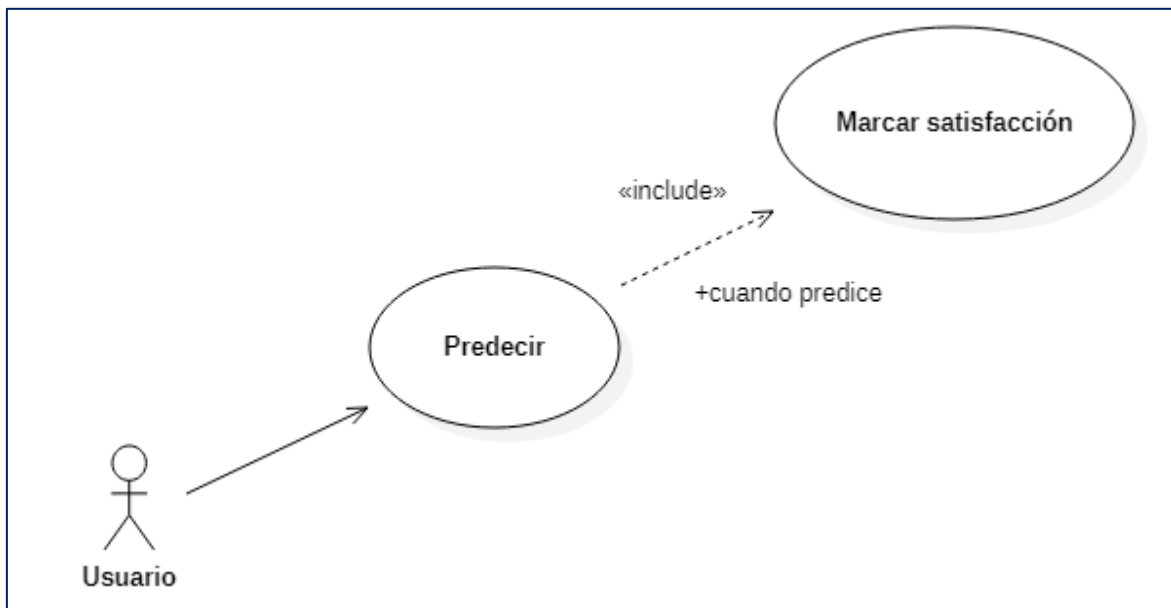 Marcar satisfacción
«include»
+cuando predice
Predecir
Usuario